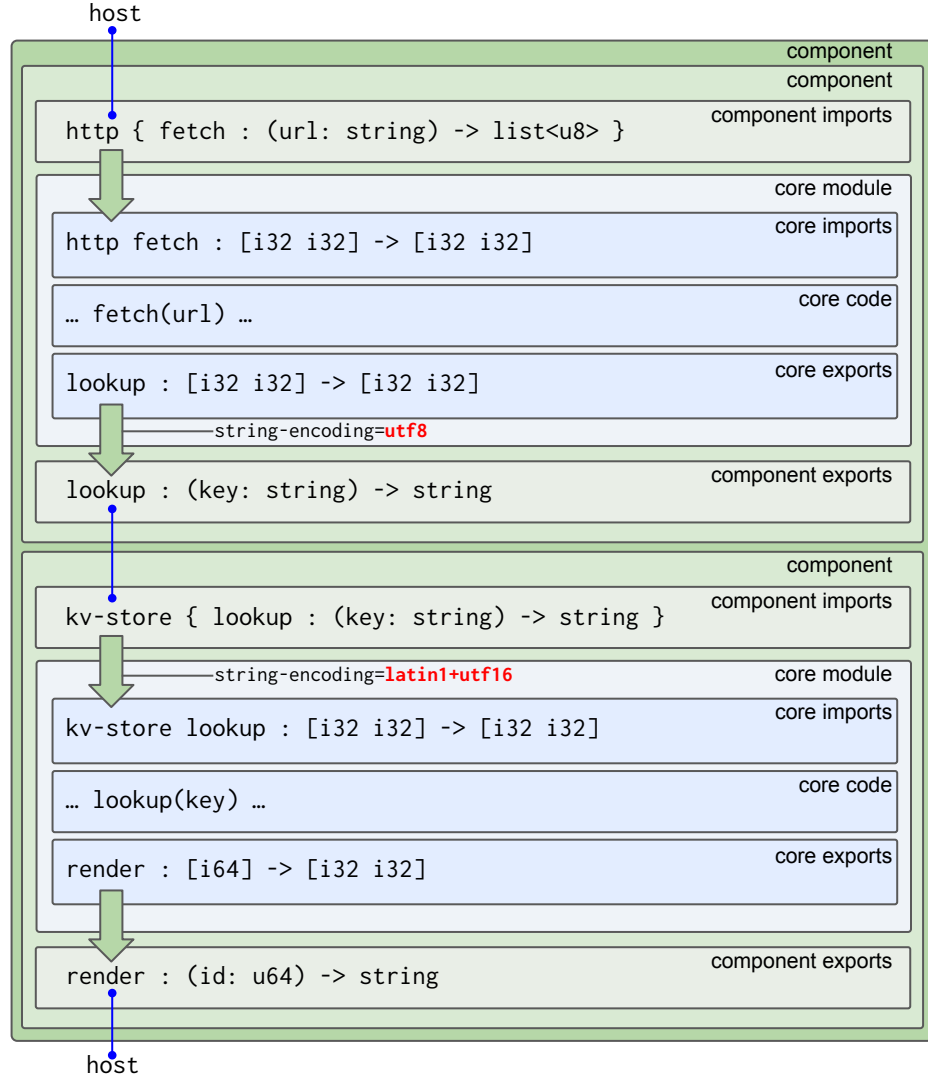 host
component
component
component imports
http { fetch : (url: string) -> list<u8> }
core module
core imports
http fetch : [i32 i32] -> [i32 i32]
core code
… fetch(url) …
core exports
lookup : [i32 i32] -> [i32 i32]
string-encoding=utf8
component exports
lookup : (key: string) -> string
component
component imports
kv-store { lookup : (key: string) -> string }
string-encoding=latin1+utf16
core module
core imports
kv-store lookup : [i32 i32] -> [i32 i32]
core code
… lookup(key) …
core exports
render : [i64] -> [i32 i32]
component exports
render : (id: u64) -> string
host